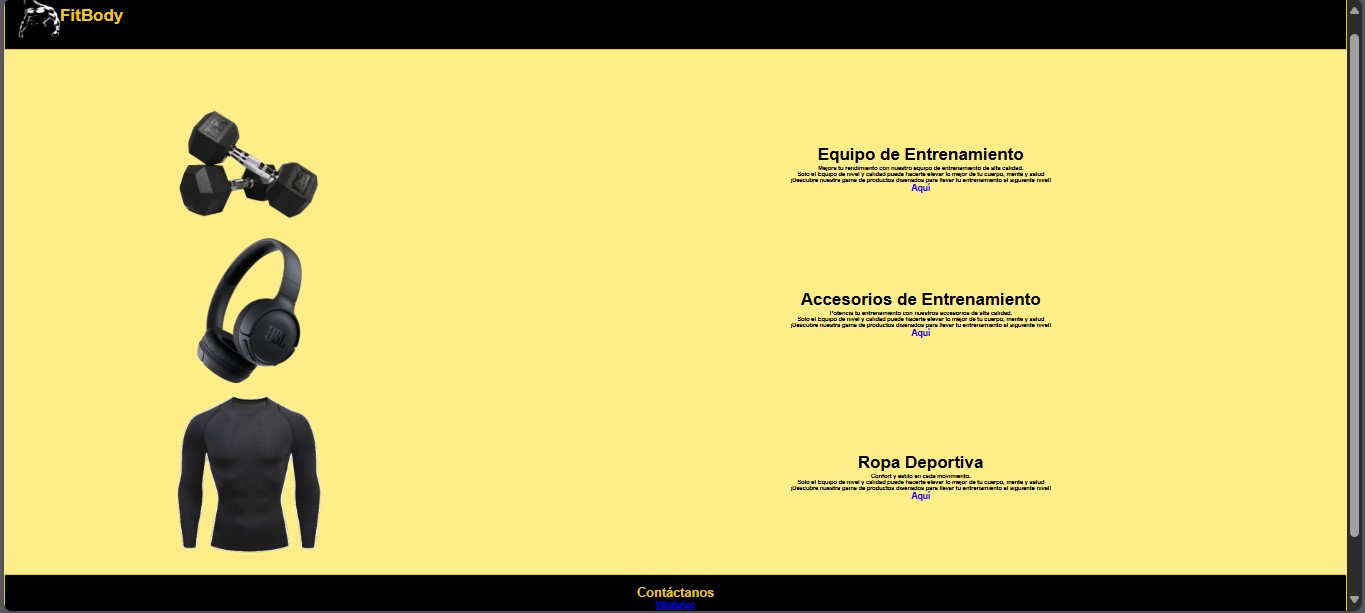 FitBody
Equipo de Entrenamiento
Mejora tu rendimiento con nuestro equipo de entrenamiento de alta calidad.
Solo el Equipo de nivel y calidad puede hacerte elevar lo mejor de tu cuerpo, mente y salud
¡Descubre nuestra gama de productos diseñados para llevar tu entrenamiento al siguiente nivel!
Aquí
JBL
Accesorios de Entrenamiento
Potencia tu entrenamiento con nuestros accesorios de alta calidad.
Solo el Equipo de nivel y calidad puede hacerte elevar lo mejor de tu cuerpo, mente y salud
¡Descubre nuestra gama de productos diseñados para llevar tu entrenamiento al siguiente nivel!
Aquí
Ropa Deportiva
Confort y estilo en cada movimiento.
Solo el Equipo de nivel y calidad puede hacerte elevar lo mejor de tu cuerpo, mente y salud
¡Descubre nuestra gama de productos diseñados para llevar tu entrenamiento al siguiente nivel!
Aquí
Contáctanos
WhatsApp